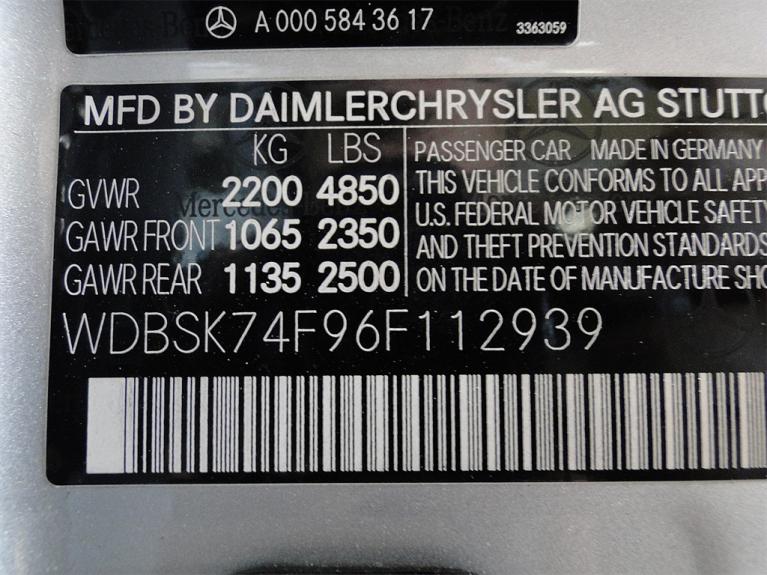 A 000 584 36 17 3363059
MFD BY DAIMLERCHRYSLER AG STUTTG
KG LBS
GVWR 2200 4850
GAWR FRONT 1065 2350
GAWR REAR 1135 2500
PASSENGER CAR MADE IN GERMANY
THIS VEHICLE CONFORMS TO ALL APP
U.S. FEDERAL MOTOR VEHICLE SAFETY
AND THEFT PREVENTION STANDARDS
ON THE DATE OF MANUFACTURE SHO
WDBSK74F96F112939